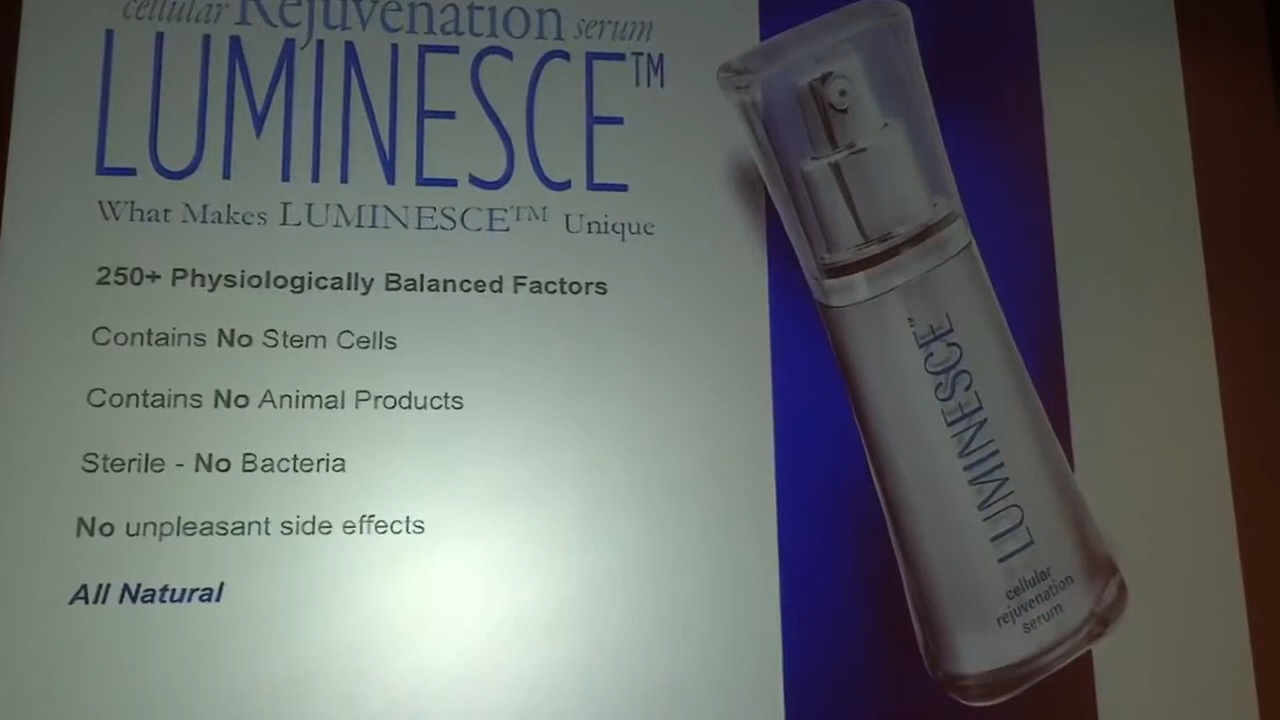 cellular Rejuvenation serum
LUMINESCE™
What Makes LUMINESCE™ Unique
250+ Physiologically Balanced Factors
Contains No Stem Cells
Contains No Animal Products
Sterile - No Bacteria
No unpleasant side effects
All Natural
LUMINESCE™
cellular
rejuvenation
serum